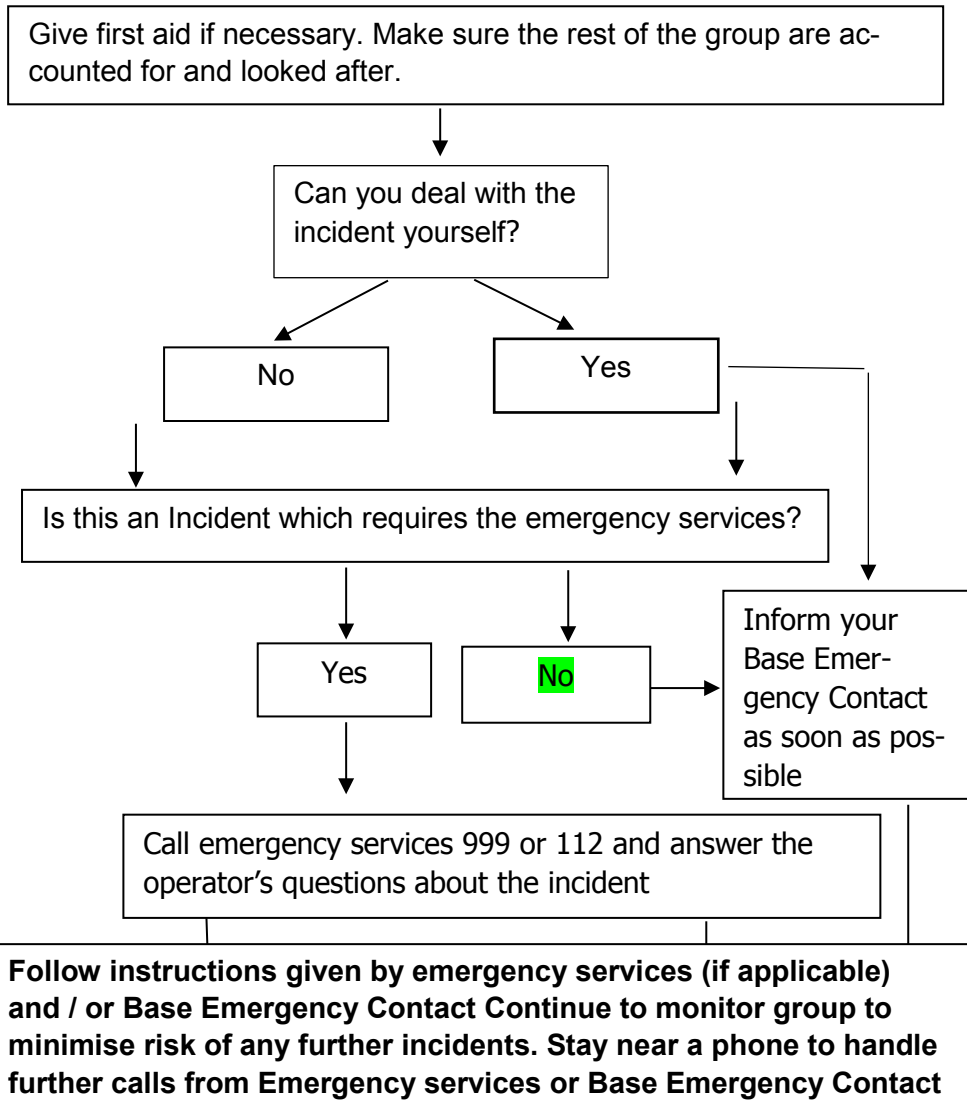 Give first aid if necessary. Make sure the rest of the group are ac-
counted for and looked after.
Can you deal with the
incident yourself?
No
Yes
Is this an Incident which requires the emergency services?
Yes
No
Inform your
Base Emer-
gency Contact
as soon as pos-
sible
Call emergency services 999 or 112 and answer the
operator’s questions about the incident
Follow instructions given by emergency services (if applicable)
and / or Base Emergency Contact Continue to monitor group to
minimise risk of any further incidents. Stay near a phone to handle
further calls from Emergency services or Base Emergency Contact